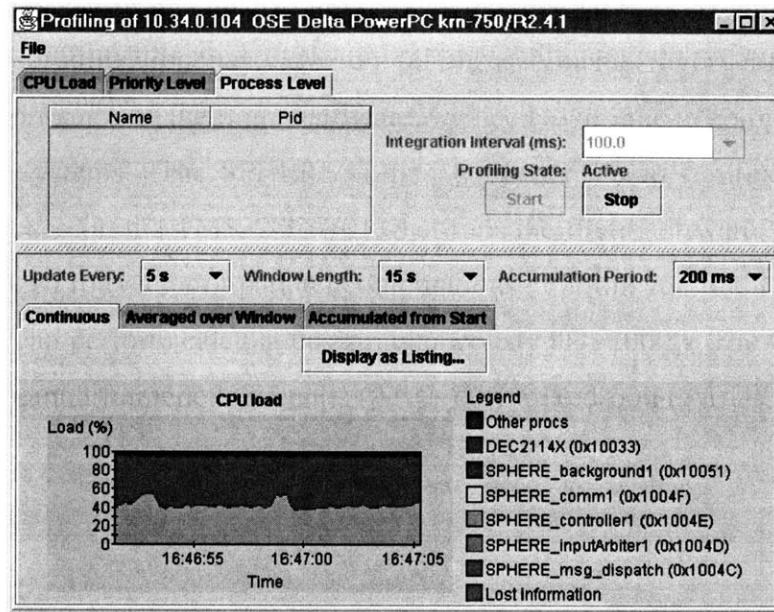 Profiling of 10.34.0.104 OSE Delta PowerPC krn-750/R2.4.1
File
CPU Load Priority Level Process Level
Name Pid
Integration Interval (ms): 100.0
Profiling State: Active
Start Stop
Update Every: 5 s Window Length: 15 s Accumulation Period: 200 ms
Continuous Averaged over Window Accumulated from Start
Display as Listing...
CPU load
Load (%)
100
80
60
40
20
0
16:46:55 16:47:00 16:47:05
Time
Legend
Other procs
DEC2114X (0x10033)
SPHERE_background1 (0x10051)
SPHERE_comm1 (0x1004F)
SPHERE_controller1 (0x1004E)
SPHERE_inputArbiter1 (0x1004D)
SPHERE_msg_dispatch (0x1004C)
Lost Information